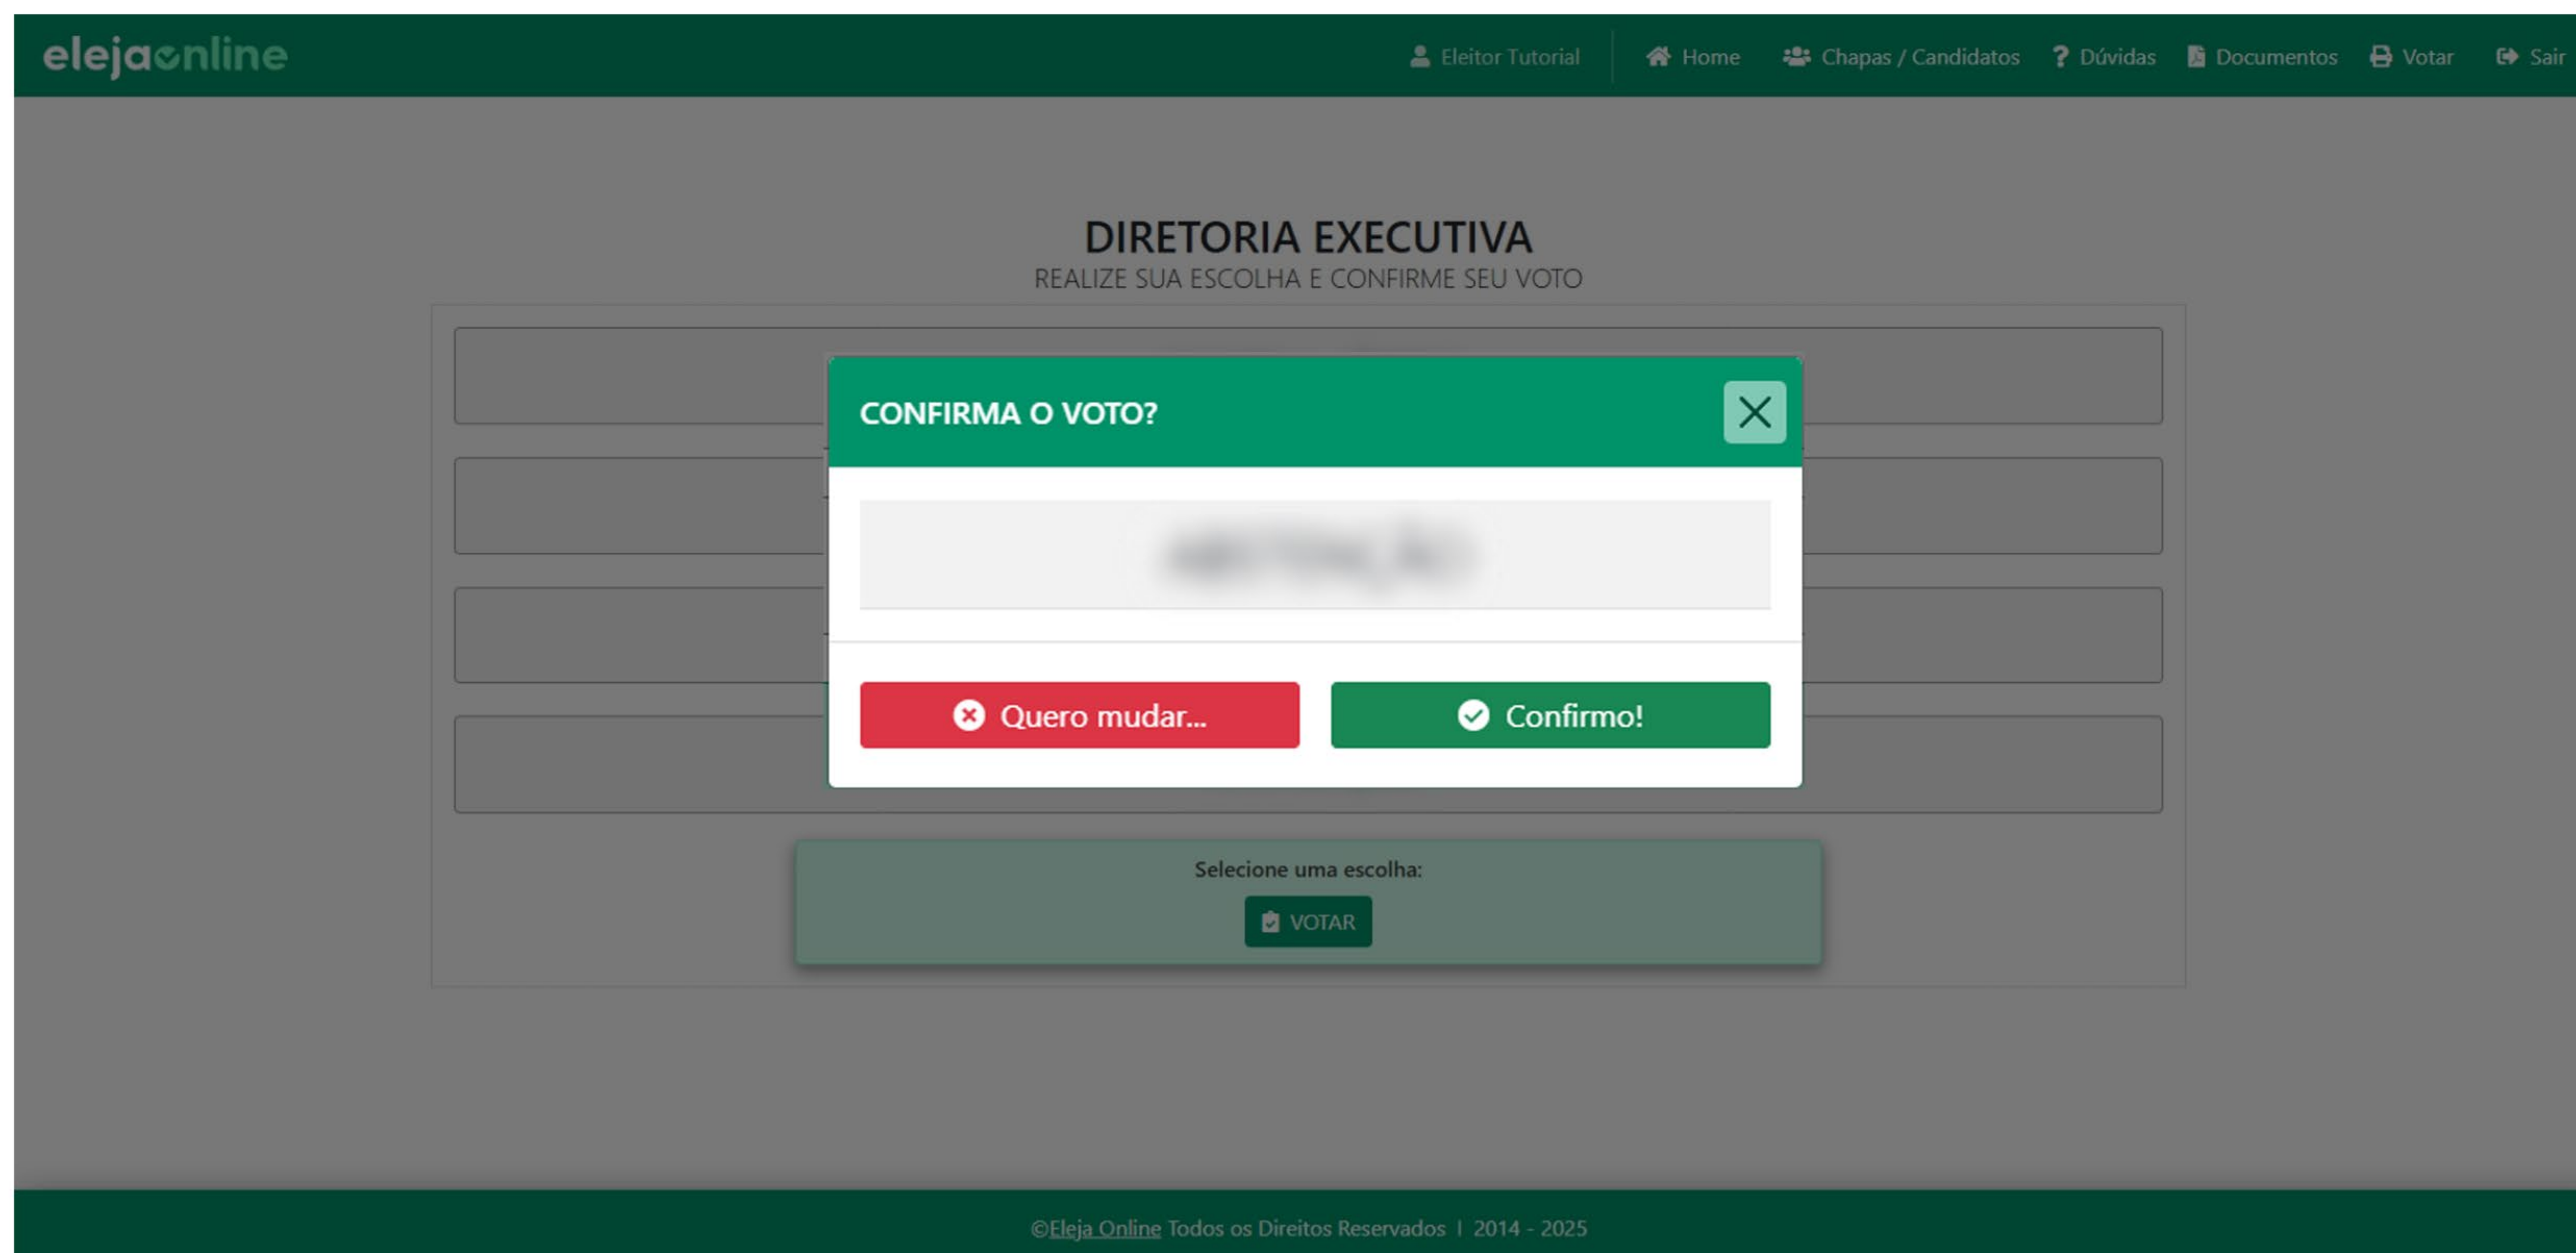 elejaonline
Eleitor Tutorial Home Chapas / Candidatos ? Dúvidas Documentos Votar Sair
DIRETORIA EXECUTIVA
REALIZE SUA ESCOLHA E CONFIRME SEU VOTO
CONFIRMA O VOTO?
Quero mudar...
Confirmo!
Selecione uma escolha:
VOTAR
©Eleja Online Todos os Direitos Reservados | 2014 - 2025